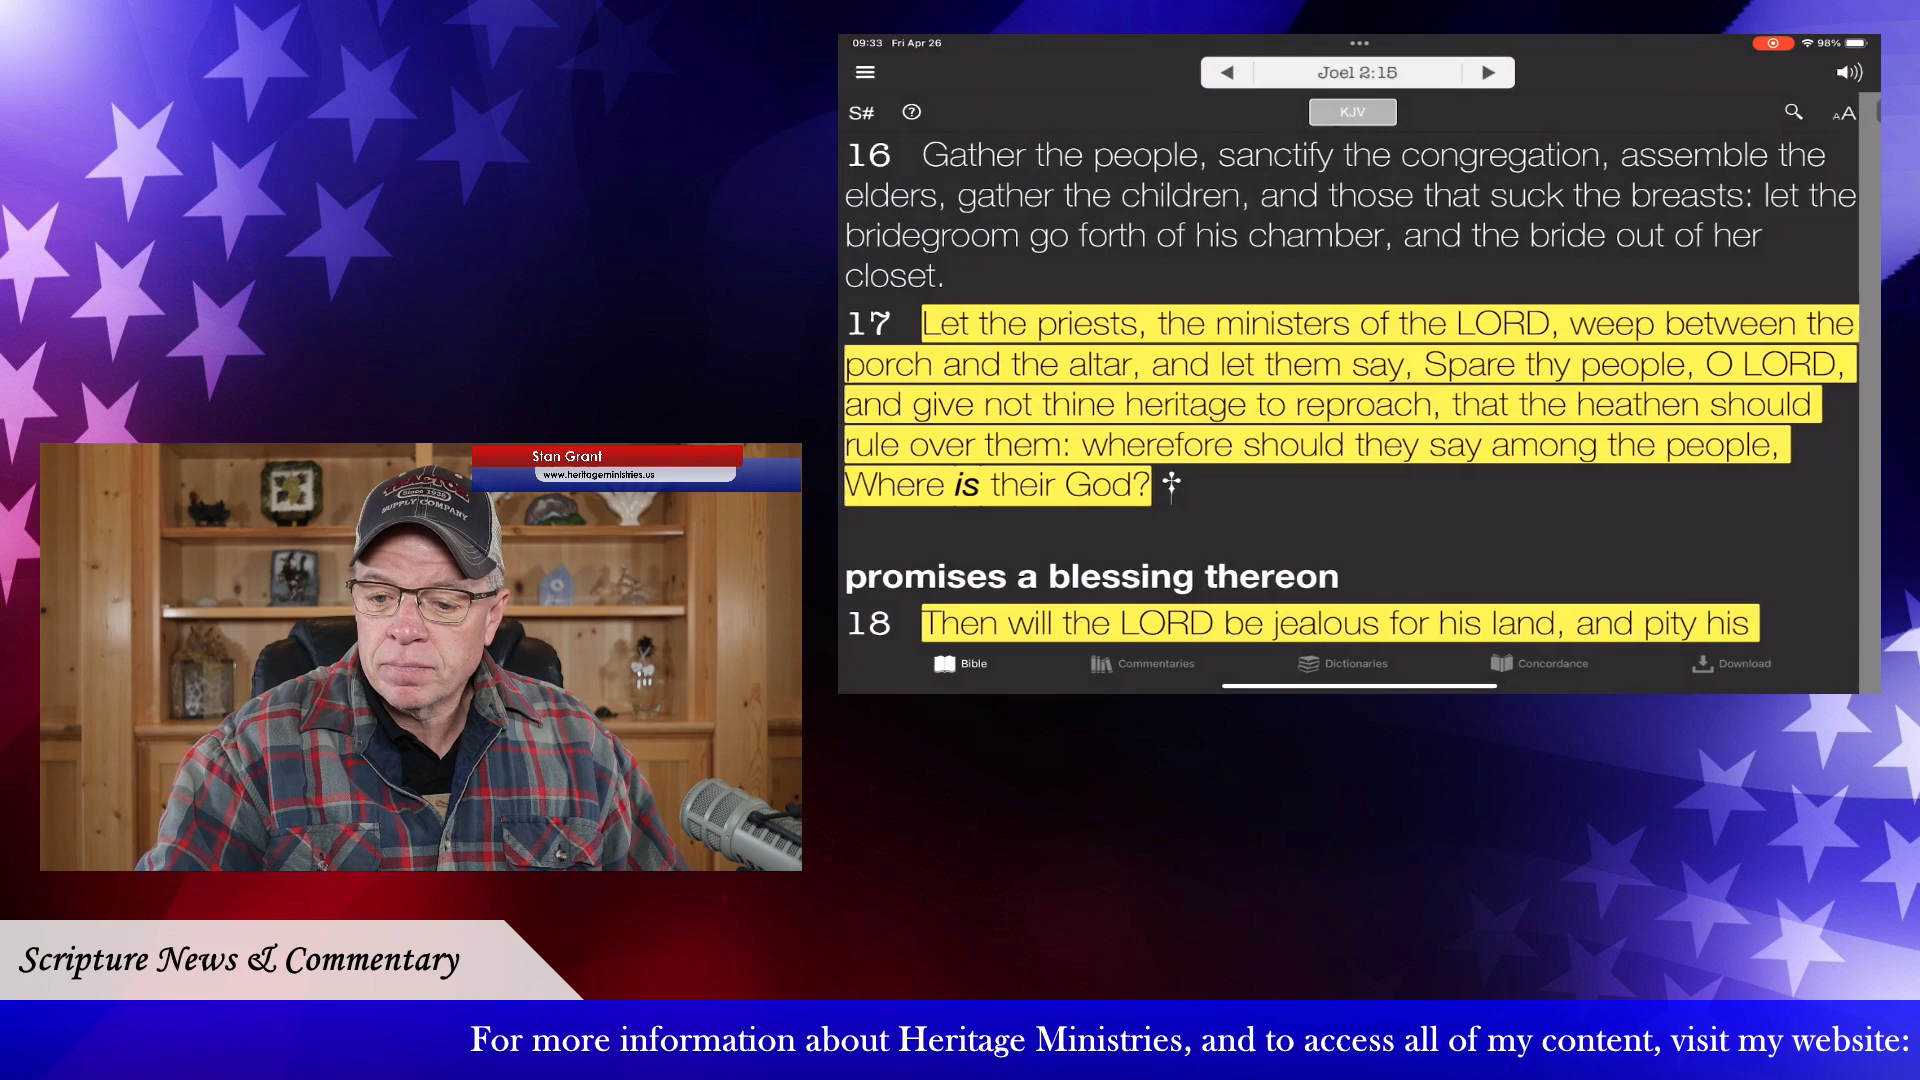 09:33 Fri Apr 26
98%
Joel 2:15
S#
KJV
AA
16 Gather the people, sanctify the congregation, assemble the
elders, gather the children, and those that suck the breasts: let the
bridegroom go forth of his chamber, and the bride out of her
closet.
17 Let the priests, the ministers of the LORD, weep between the
porch and the altar, and let them say, Spare thy people, O LORD,
and give not thine heritage to reproach, that the heathen should
rule over them: wherefore should they say among the people,
Where is their God? †
promises a blessing thereon
18 Then will the LORD be jealous for his land, and pity his
Bible Commentaries Dictionaries Concordance Download
Stan Grant
www.heritageministries.us
Since 1938
SUPPLY COMPANY
Scripture News & Commentary
For more information about Heritage Ministries, and to access all of my content, visit my website: